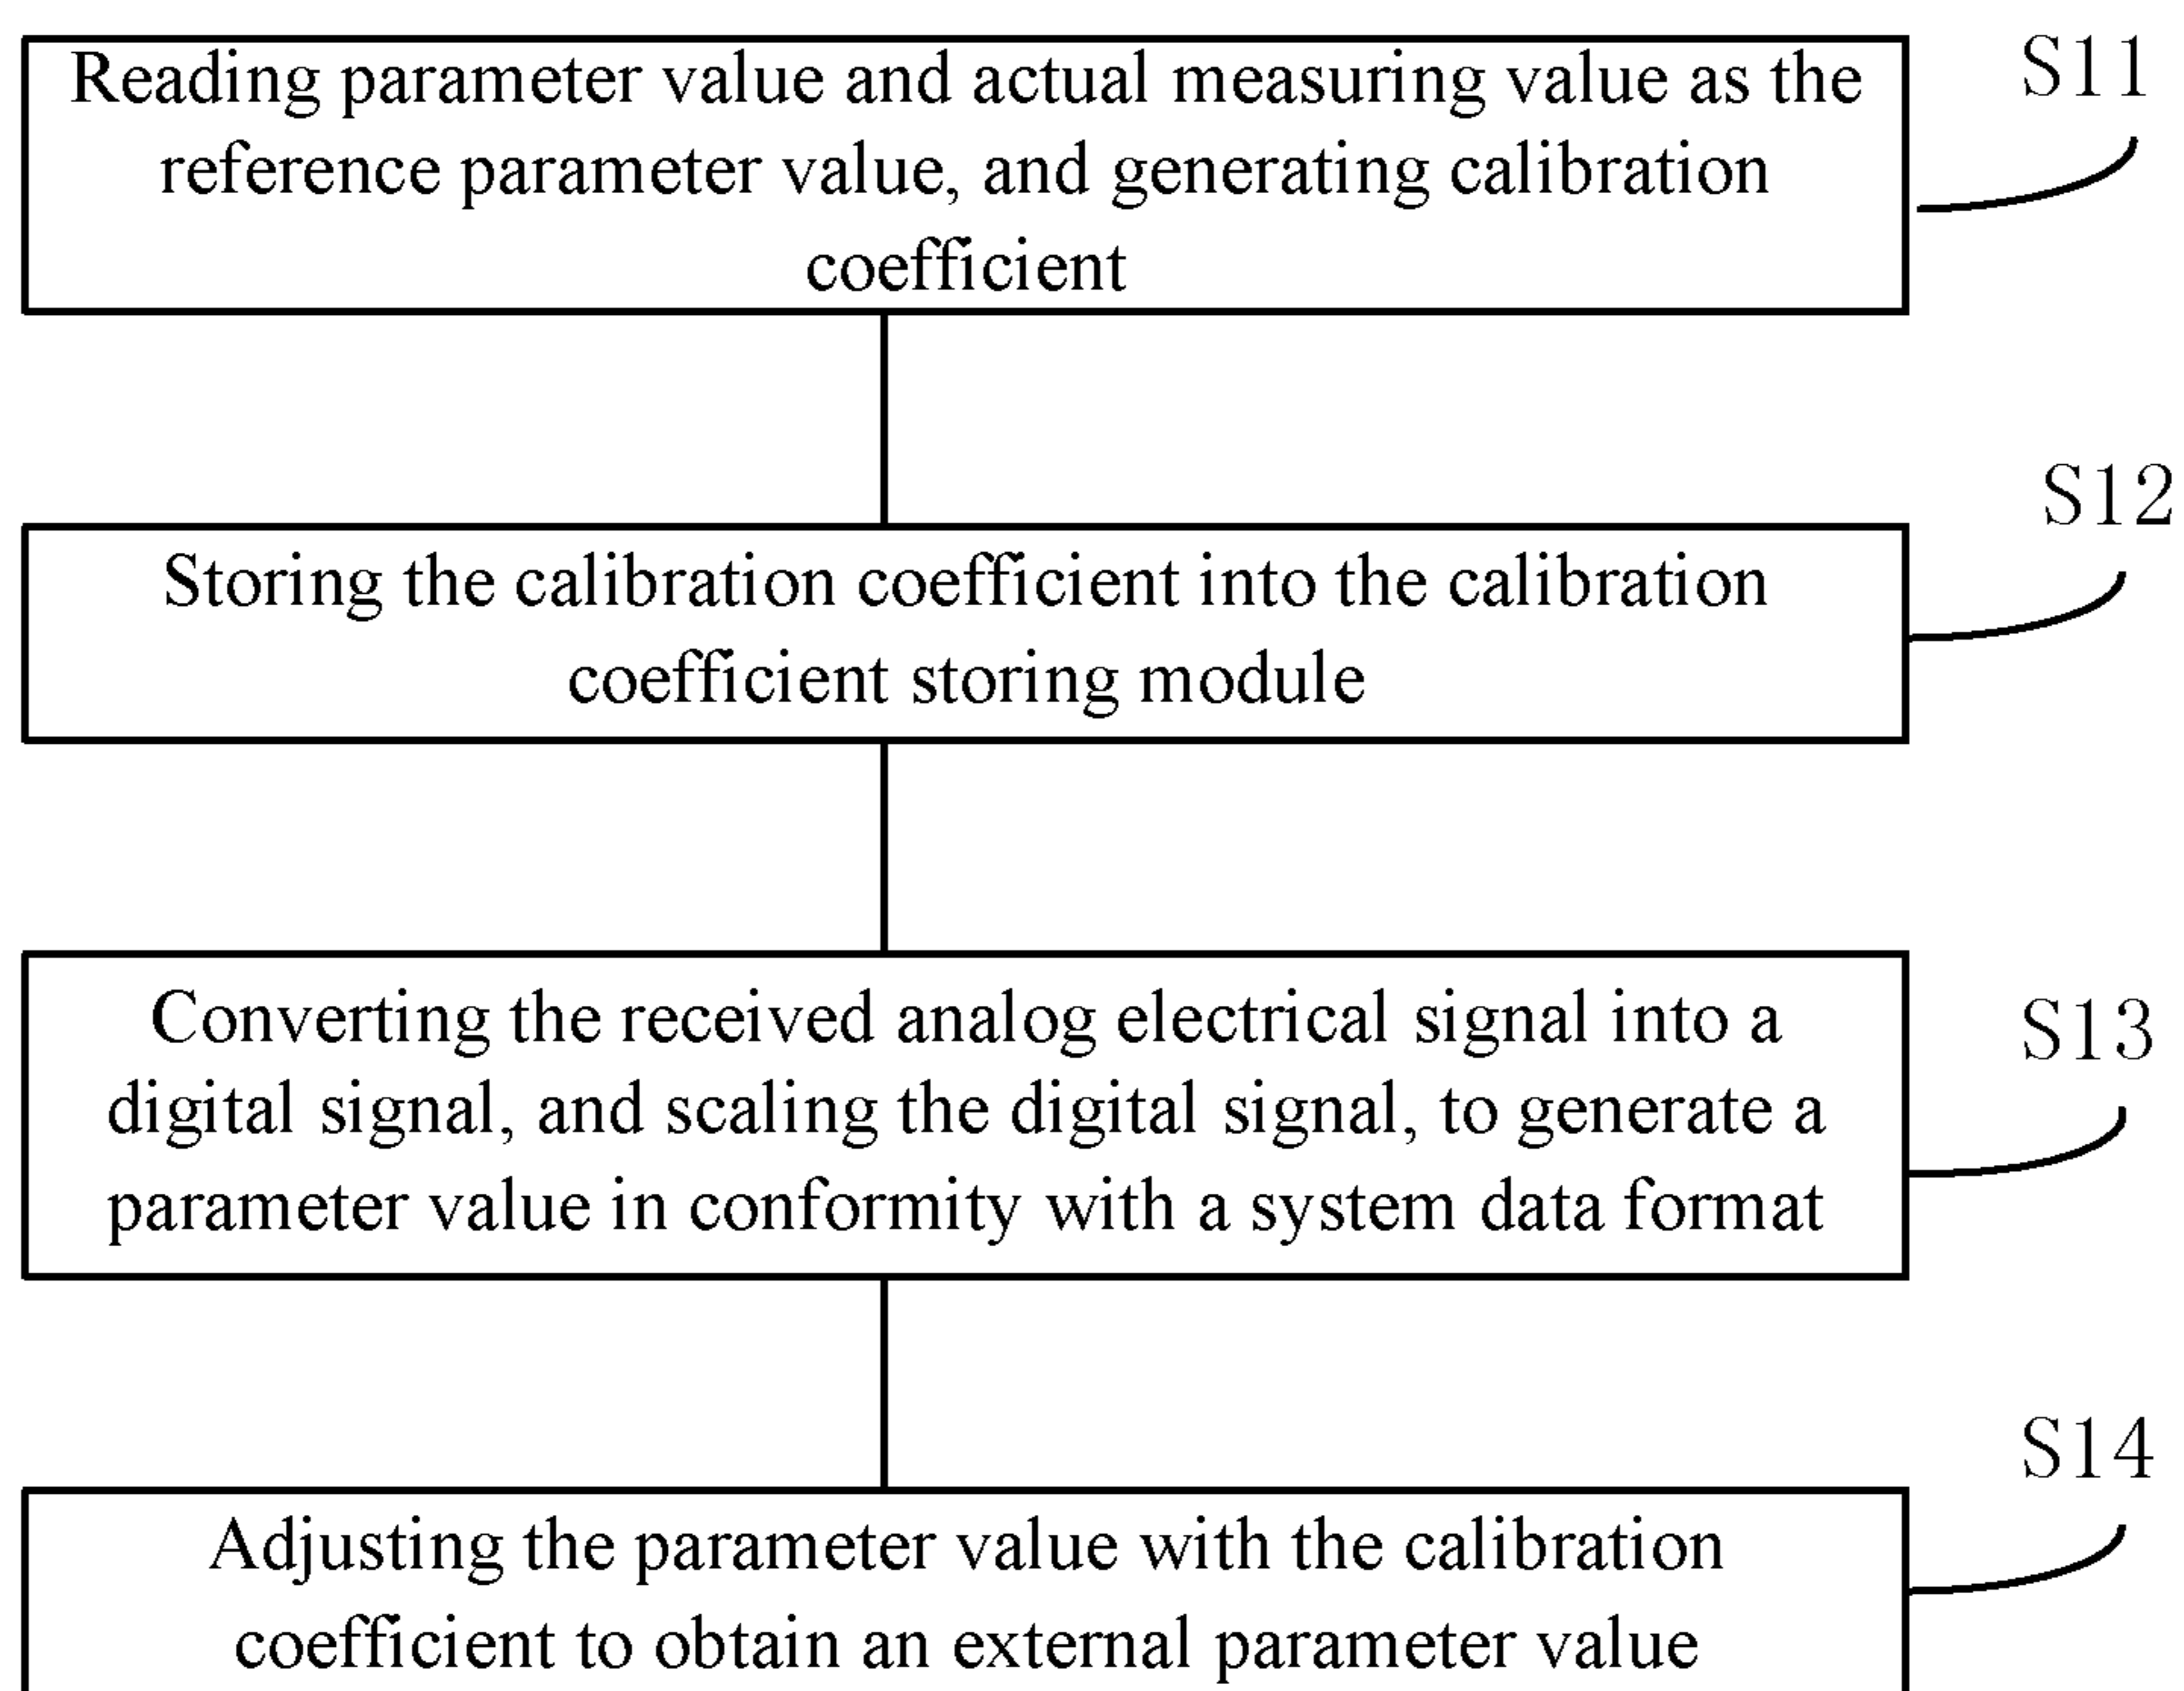 Reading parameter value and actual measuring value as the
reference parameter value, and generating calibration
coefficient
S11
Storing the calibration coefficient into the calibration
coefficient storing module
S12
Converting the received analog electrical signal into a
digital signal, and scaling the digital signal, to generate a
parameter value in conformity with a system data format
S13
Adjusting the parameter value with the calibration
coefficient to obtain an external parameter value
S14